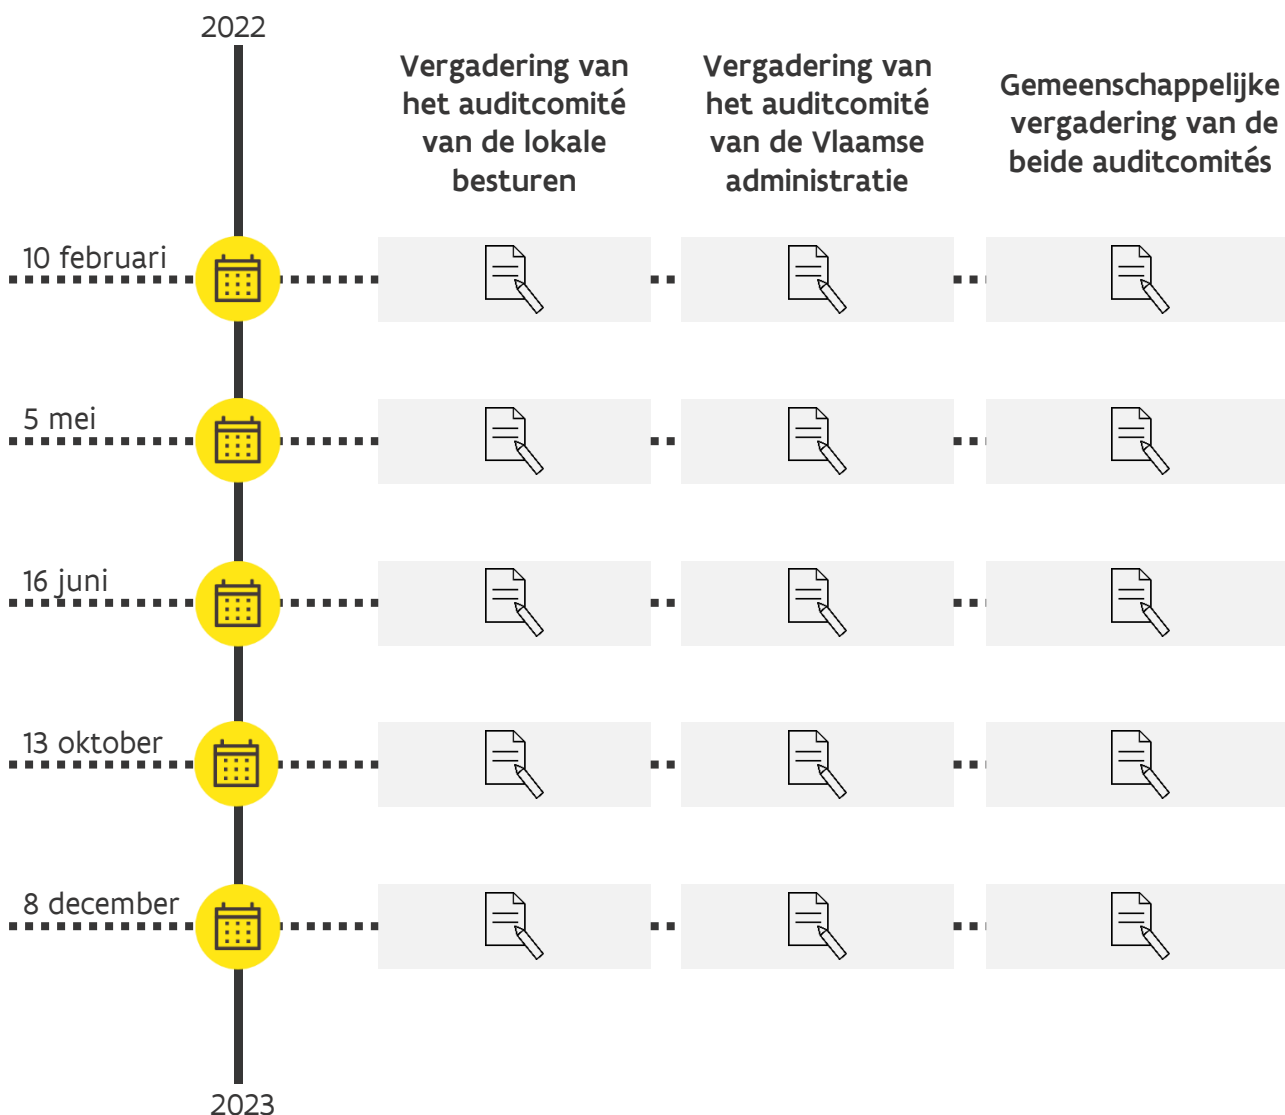 2022
Vergadering van
het auditcomité
van de lokale
besturen
Vergadering van
het auditcomité
van de Vlaamse
administratie
Gemeenschappelijke
vergadering van de
beide auditcomités
10 februari
5 mei
16 juni
13 oktober
8 december
2023